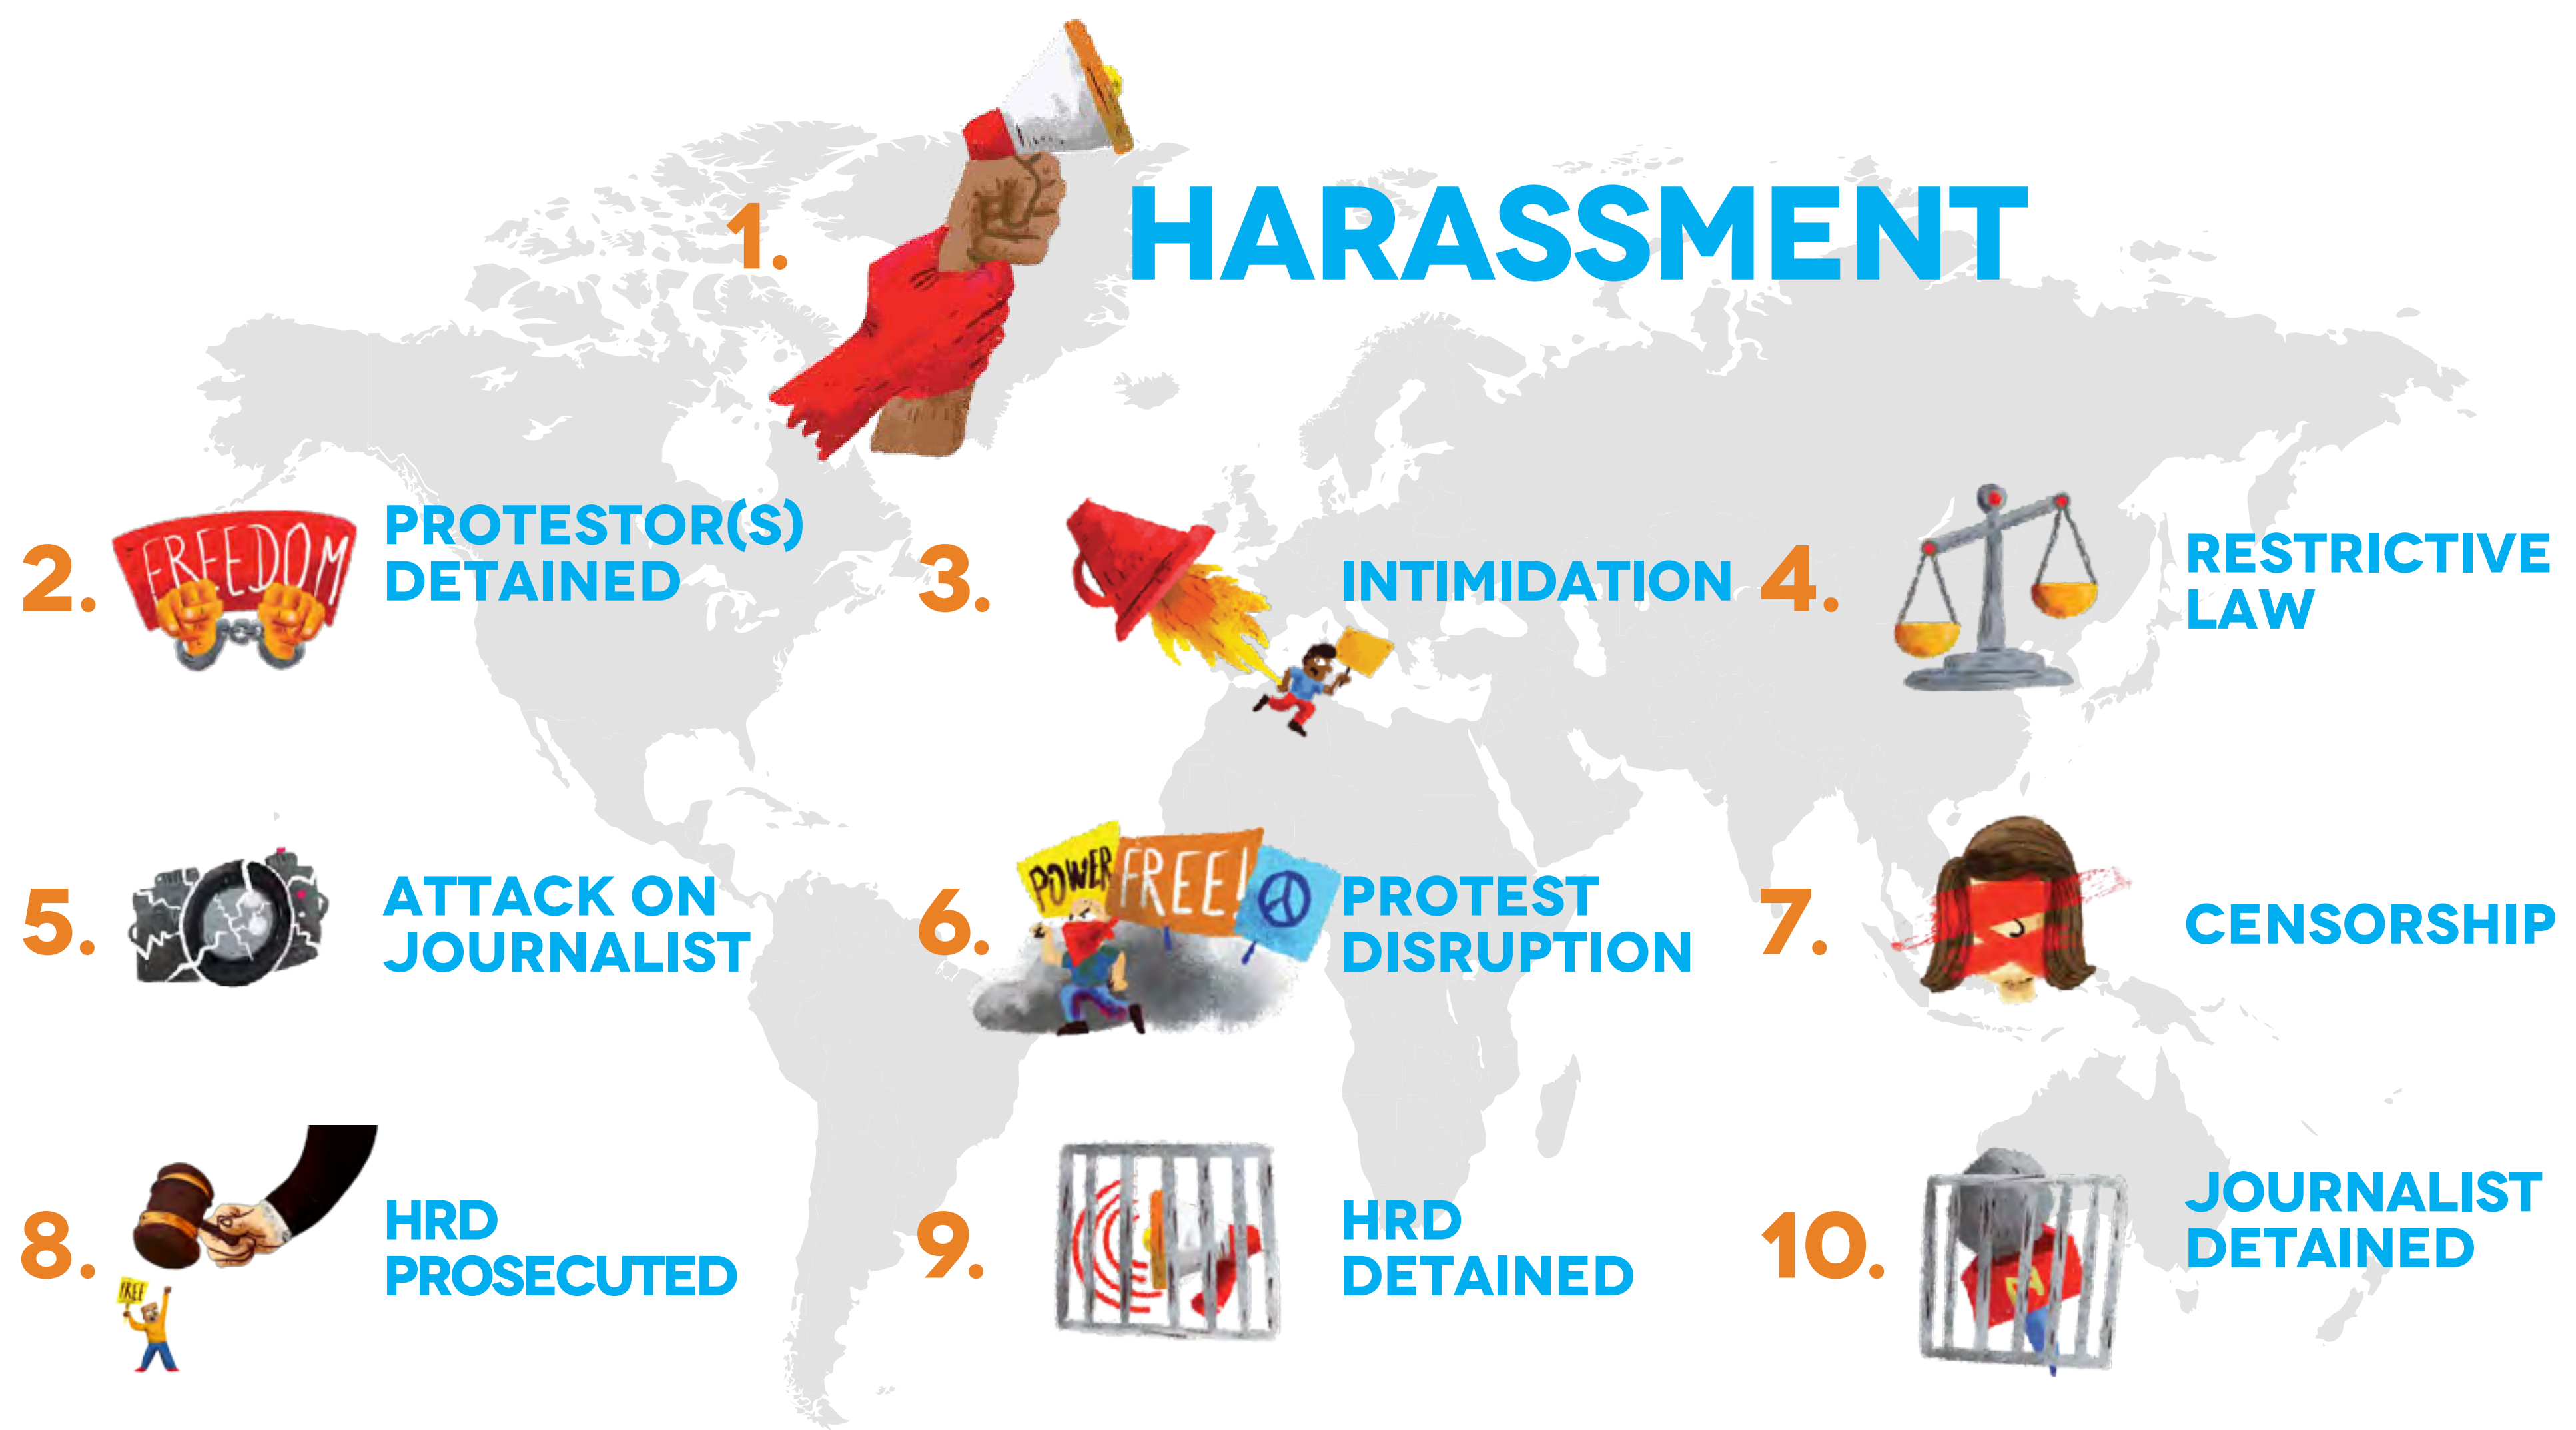 1.
HARASSMENT
2.
FREEDOM
PROTESTOR(S)
DETAINED
3.
INTIMIDATION
4.
RESTRICTIVE
LAW
5.
ATTACK ON
JOURNALIST
6.
POWER
FREE!
PROTEST
DISRUPTION
7.
CENSORSHIP
8.
FREE
HRD
PROSECUTED
9.
HRD
DETAINED
10.
JOURNALIST
DETAINED